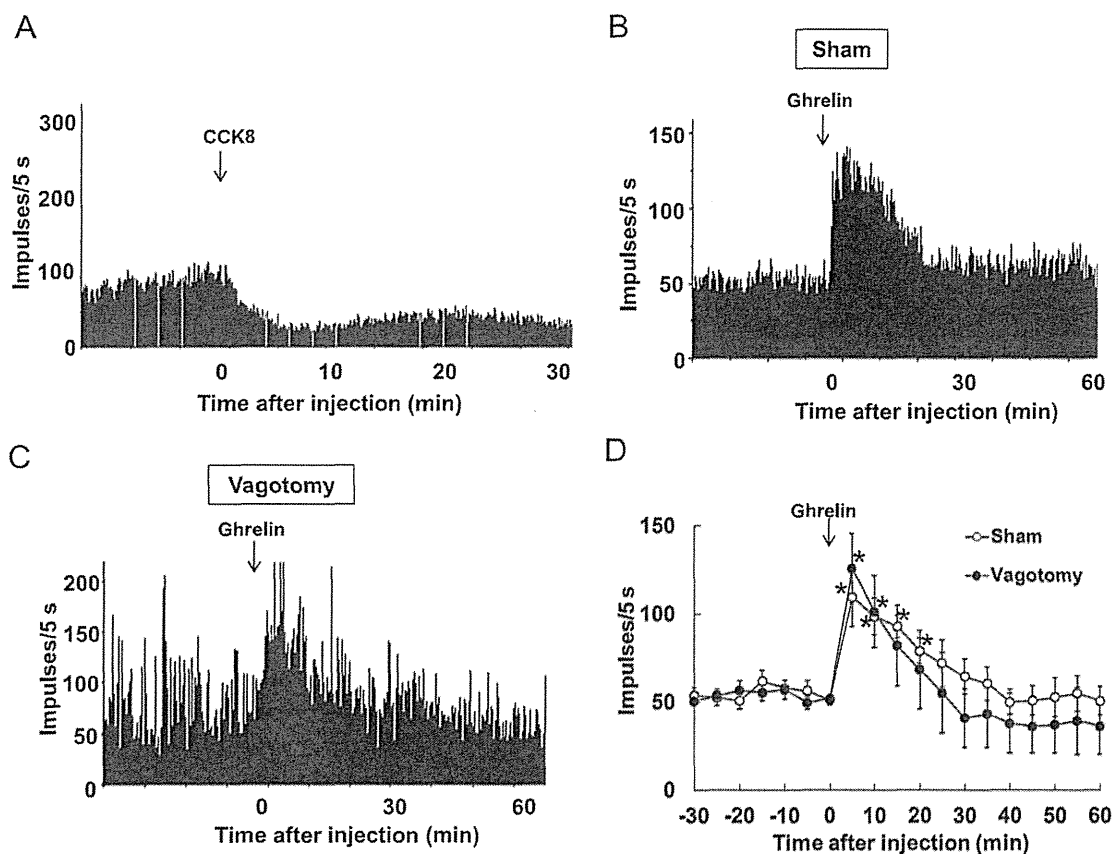 A
CCK8
Impulses/5 s
300
200
100
0
0 10 20 30
Time after injection (min)
B
Sham
Ghrelin
Impulses/5 s
150
100
50
0
0 30 60
Time after injection (min)
C
Vagotomy
Ghrelin
Impulses/5 s
200
150
100
50
0
0 30 60
Time after injection (min)
D
Ghrelin
Sham
Vagotomy
Impulses/5 s
150
100
50
0
* * * * * *
-30 -20 -10 0 10 20 30 40 50 60
Time after injection (min)